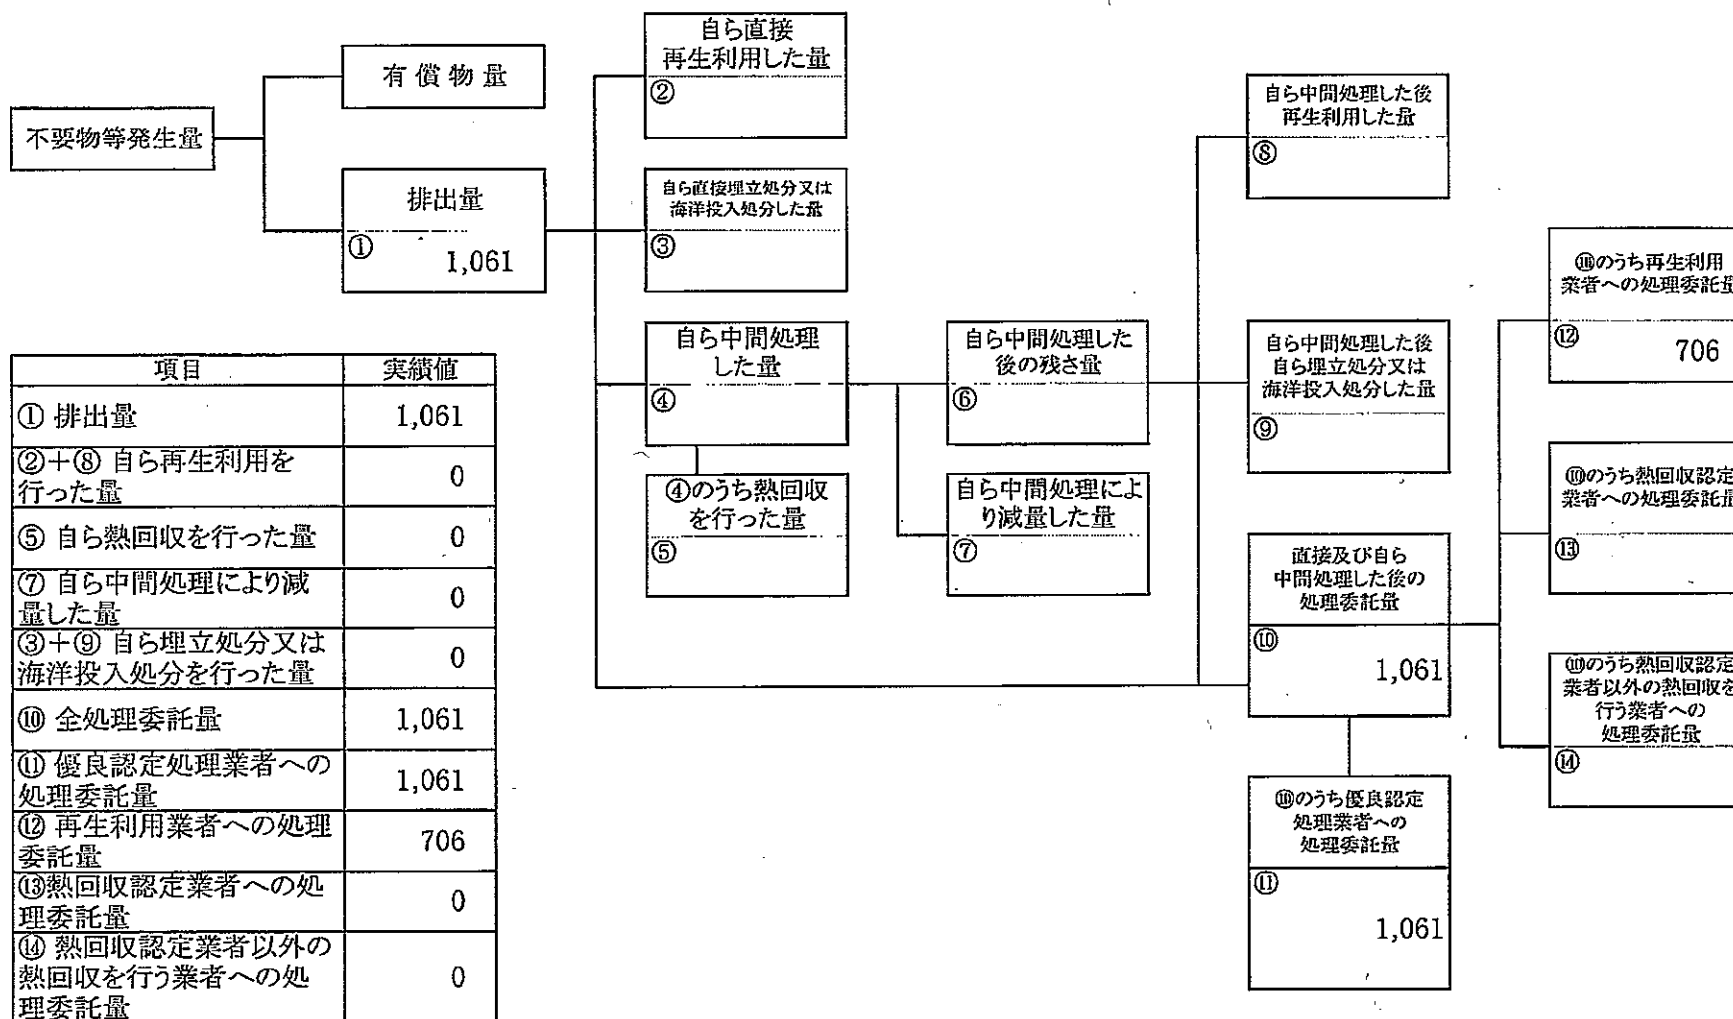 不要物等発生量
有償物量
排出量
①
1,061
自ら直接
再生利用した量
②
自ら直接埋立処分又は
海洋投入処分した量
③
自ら中間処理
した量
④
④のうち熱回収
を行った量
⑤
自ら中間処理した
後の残さ量
⑥
自ら中間処理によ
り減量した量
⑦
自ら中間処理した後
再生利用した量
⑧
自ら中間処理した後
自ら埋立処分又は
海洋投入処分した量
⑨
直接及び自ら
中間処理した後の
処理委託量
⑩
1,061
⑩のうち優良認定
処理業者への
処理委託量
⑪
1,061
⑩のうち再生利用
業者への処理委託量
⑫
706
⑩のうち熱回収認定
業者への処理委託量
⑬
⑩のうち熱回収認定
業者以外の熱回収を
行う業者への
処理委託量
⑭
項目 実績値
① 排出量 1,061
②+⑧ 自ら再生利用を
行った量 0
⑤ 自ら熱回収を行った量 0
⑦ 自ら中間処理により減
量した量 0
③+⑨ 自ら埋立処分又は
海洋投入処分を行った量 0
⑩ 全処理委託量 1,061
⑪ 優良認定処理業者への
処理委託量 1,061
⑫ 再生利用業者への処理
委託量 706
⑬熱回収認定業者への処
理委託量 0
⑭ 熱回収認定業者以外の
熱回収を行う業者への処
理委託量 0